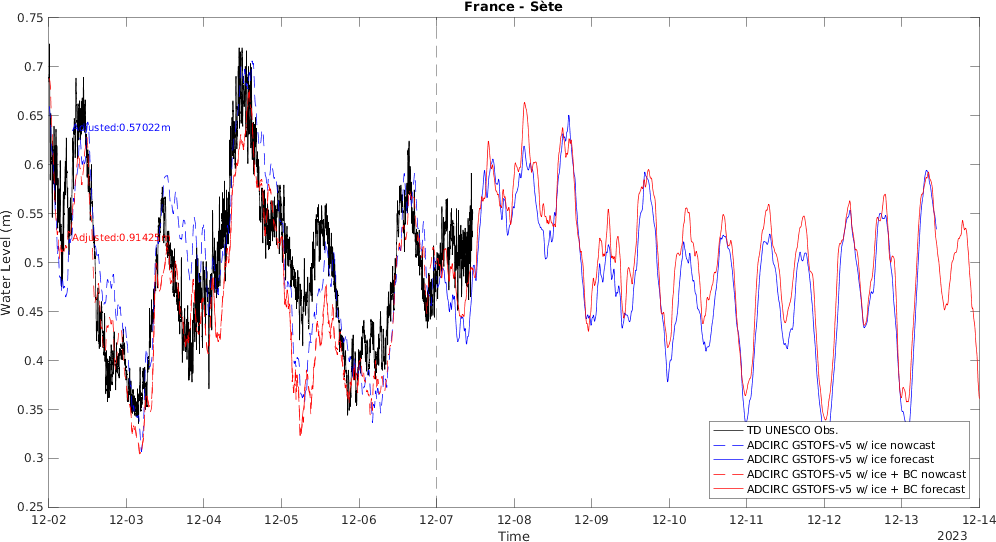 France - Sète
Water Level (m)
0.75
0.7
0.65
0.6
0.55
0.5
0.45
0.4
0.35
0.3
0.25
Adjusted:0.57022m
Adjusted:0.91425m
TD UNESCO Obs.
ADCIRC GSTOFS-v5 w/ ice nowcast
ADCIRC GSTOFS-v5 w/ ice forecast
ADCIRC GSTOFS-v5 w/ ice + BC nowcast
ADCIRC GSTOFS-v5 w/ ice + BC forecast
12-02 12-03 12-04 12-05 12-06 12-07 12-08 12-09 12-10 12-11 12-12 12-13 12-14
Time
2023